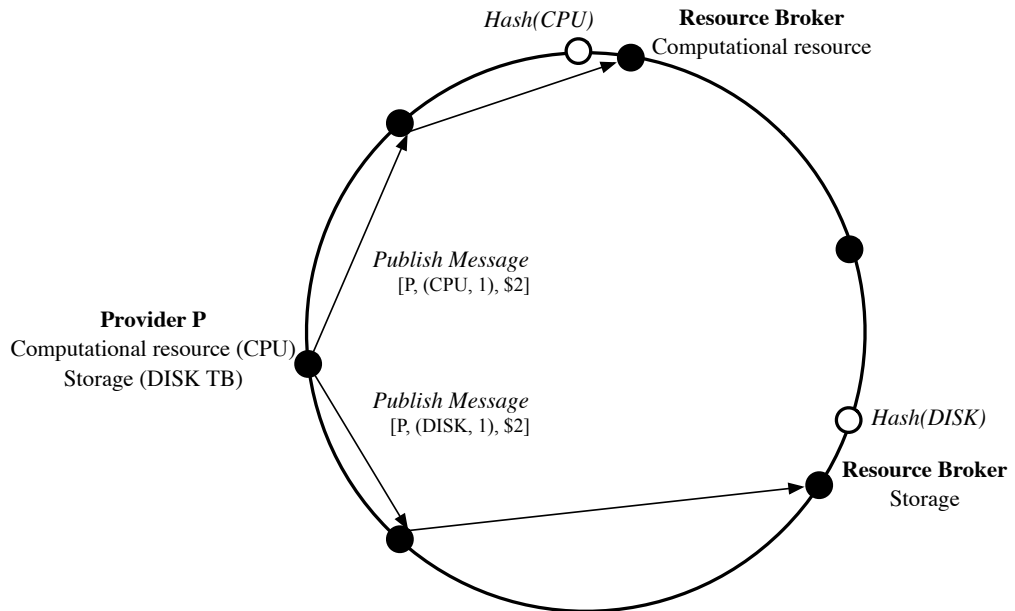 Hash(CPU)
Resource Broker
Computational resource
Publish Message
[P, (CPU, 1), $2]
Provider P
Computational resource (CPU)
Storage (DISK TB)
Publish Message
[P, (DISK, 1), $2]
Hash(DISK)
Resource Broker
Storage